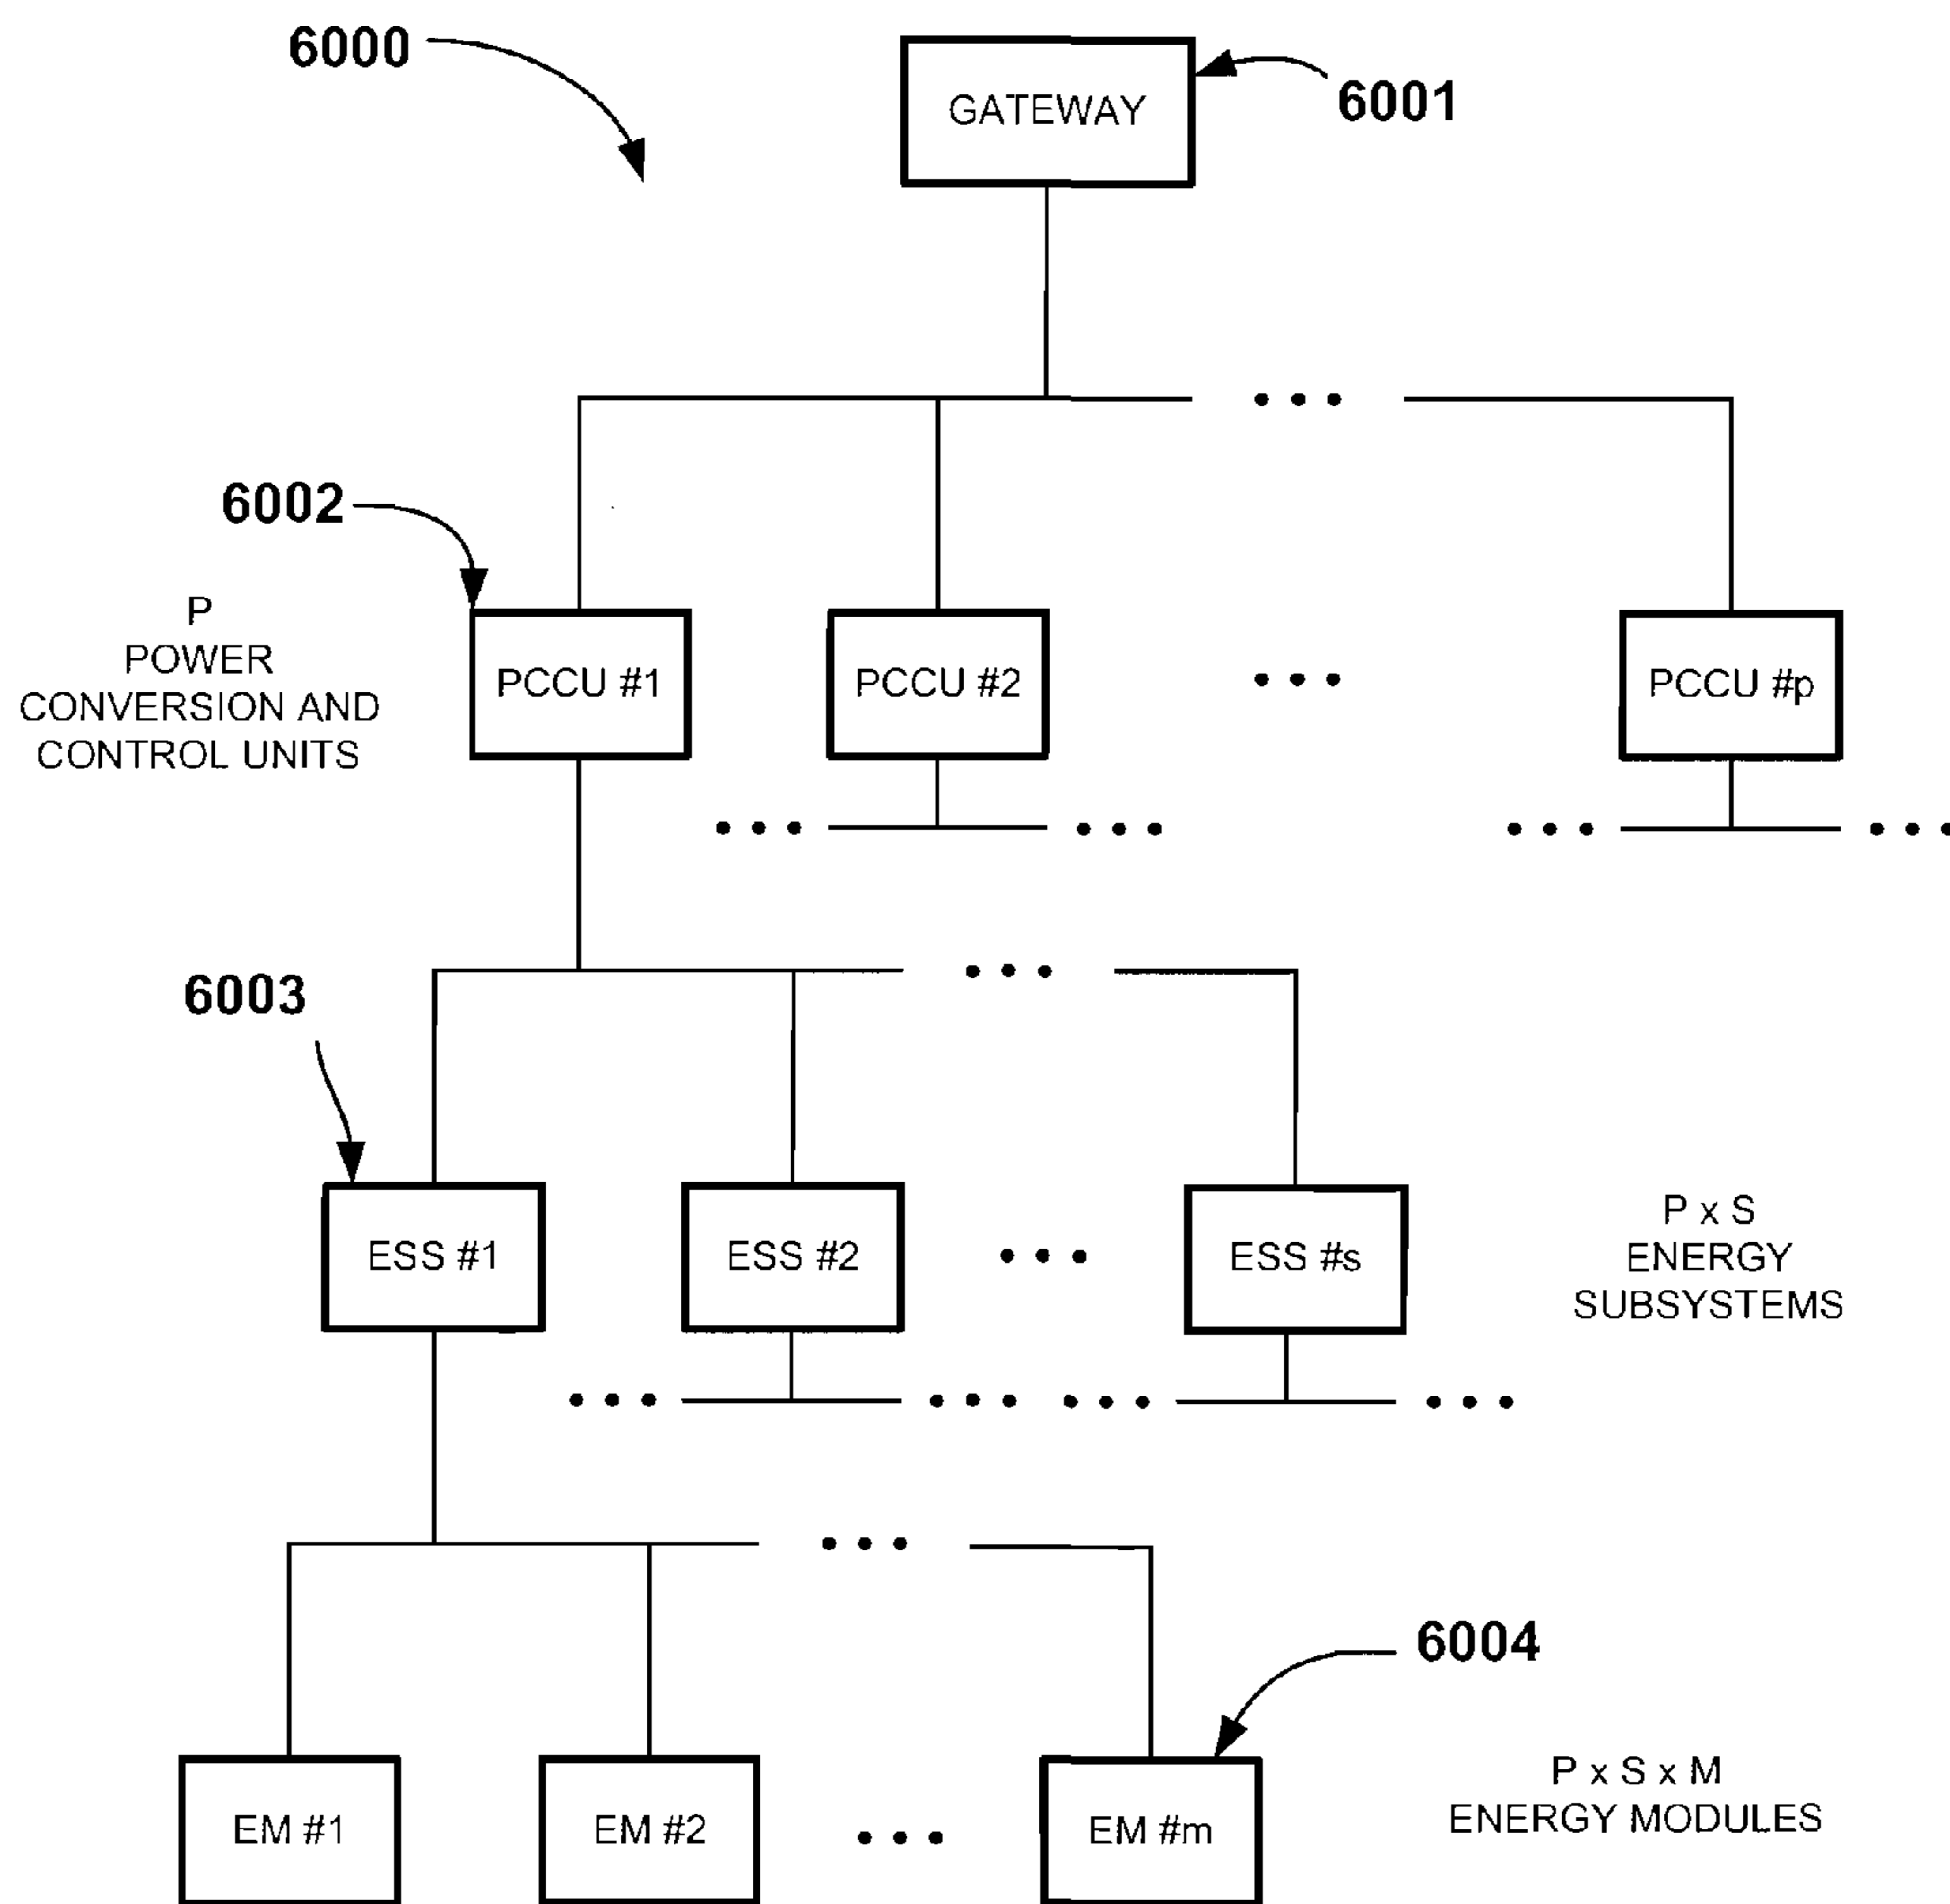 6000
GATEWAY
6001
6002
P
POWER
CONVERSION AND
CONTROL UNITS
PCCU #1
PCCU #2
PCCU #p
6003
ESS #1
ESS #2
ESS #s
P x S
ENERGY
SUBSYSTEMS
6004
EM #1
EM #2
EM #m
P x S x M
ENERGY MODULES